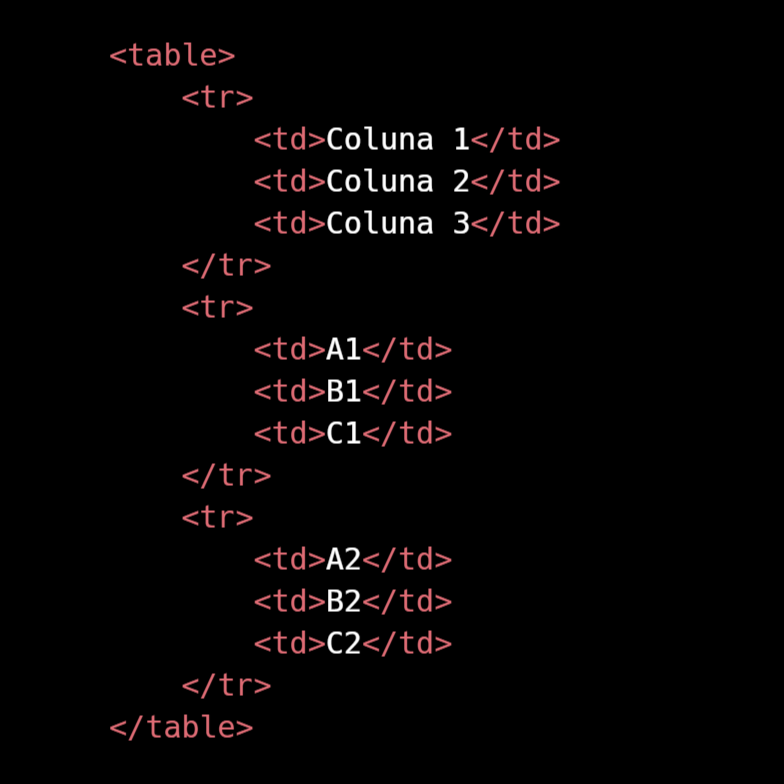 <table>
<tr>
<td>Coluna 1</td>
<td>Coluna 2</td>
<td>Coluna 3</td>
</tr>
<tr>
<td>A1</td>
<td>B1</td>
<td>C1</td>
</tr>
<tr>
<td>A2</td>
<td>B2</td>
<td>C2</td>
</tr>
</table>